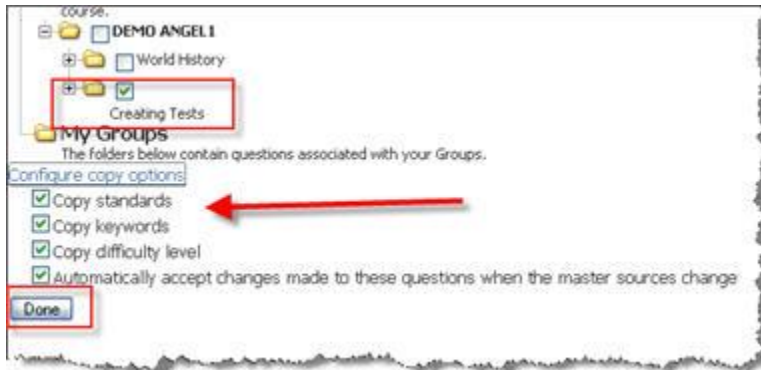 course.
DEMO ANGEL1
World History
Creating Tests
My Groups
The folders below contain questions associated with your Groups.
Configure copy options
Copy standards
Copy keywords
Copy difficulty level
Automatically accept changes made to these questions when the master sources change
Done